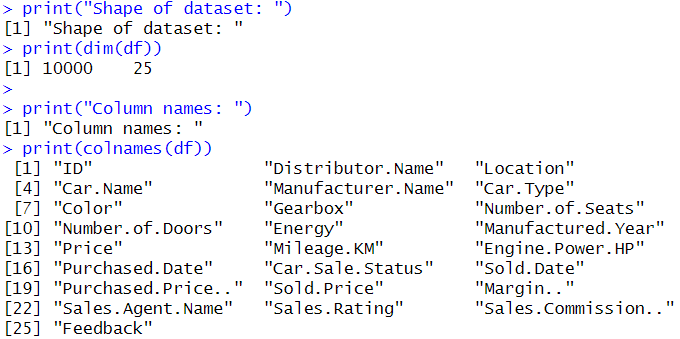 > print("Shape of dataset: ")
[1] "Shape of dataset: "
> print(dim(df))
[1] 10000    25
>
> print("Column names: ")
[1] "Column names: "
> print(colnames(df))
 [1] "ID"                 "Distributor.Name"   "Location"
 [4] "Car.Name"           "Manufacturer.Name"  "Car.Type"
 [7] "Color"              "Gearbox"            "Number.of.Seats"
[10] "Number.of.Doors"    "Energy"             "Manufactured.Year"
[13] "Price"              "Mileage.KM"         "Engine.Power.HP"
[16] "Purchased.Date"     "Car.Sale.Status"    "Sold.Date"
[19] "Purchased.Price.."  "Sold.Price"         "Margin.."
[22] "Sales.Agent.Name"   "Sales.Rating"       "Sales.Commission.."
[25] "Feedback"